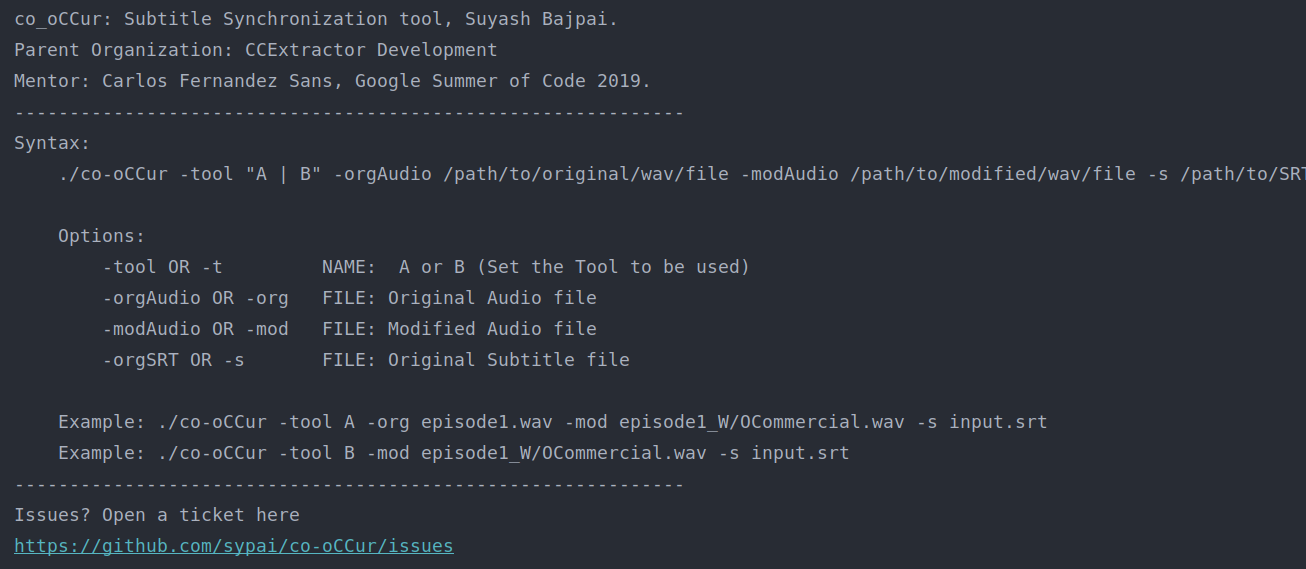 co_oCCur: Subtitle Synchronization tool, Suyash Bajpai.
Parent Organization: CCExtractor Development
Mentor: Carlos Fernandez Sans, Google Summer of Code 2019.
-------------------------------------------------------------
Syntax:
./co-oCCur -tool "A | B" -orgAudio /path/to/original/wav/file -modAudio /path/to/modified/wav/file -s /path/to/SRT
Options:
-tool OR -t NAME: A or B (Set the Tool to be used)
-orgAudio OR -org FILE: Original Audio file
-modAudio OR -mod FILE: Modified Audio file
-orgSRT OR -s FILE: Original Subtitle file
Example: ./co-oCCur -tool A -org episode1.wav -mod episode1_W/OCommercial.wav -s input.srt
Example: ./co-oCCur -tool B -mod episode1_W/OCommercial.wav -s input.srt
-------------------------------------------------------------
Issues? Open a ticket here
https://github.com/sypai/co-oCCur/issues